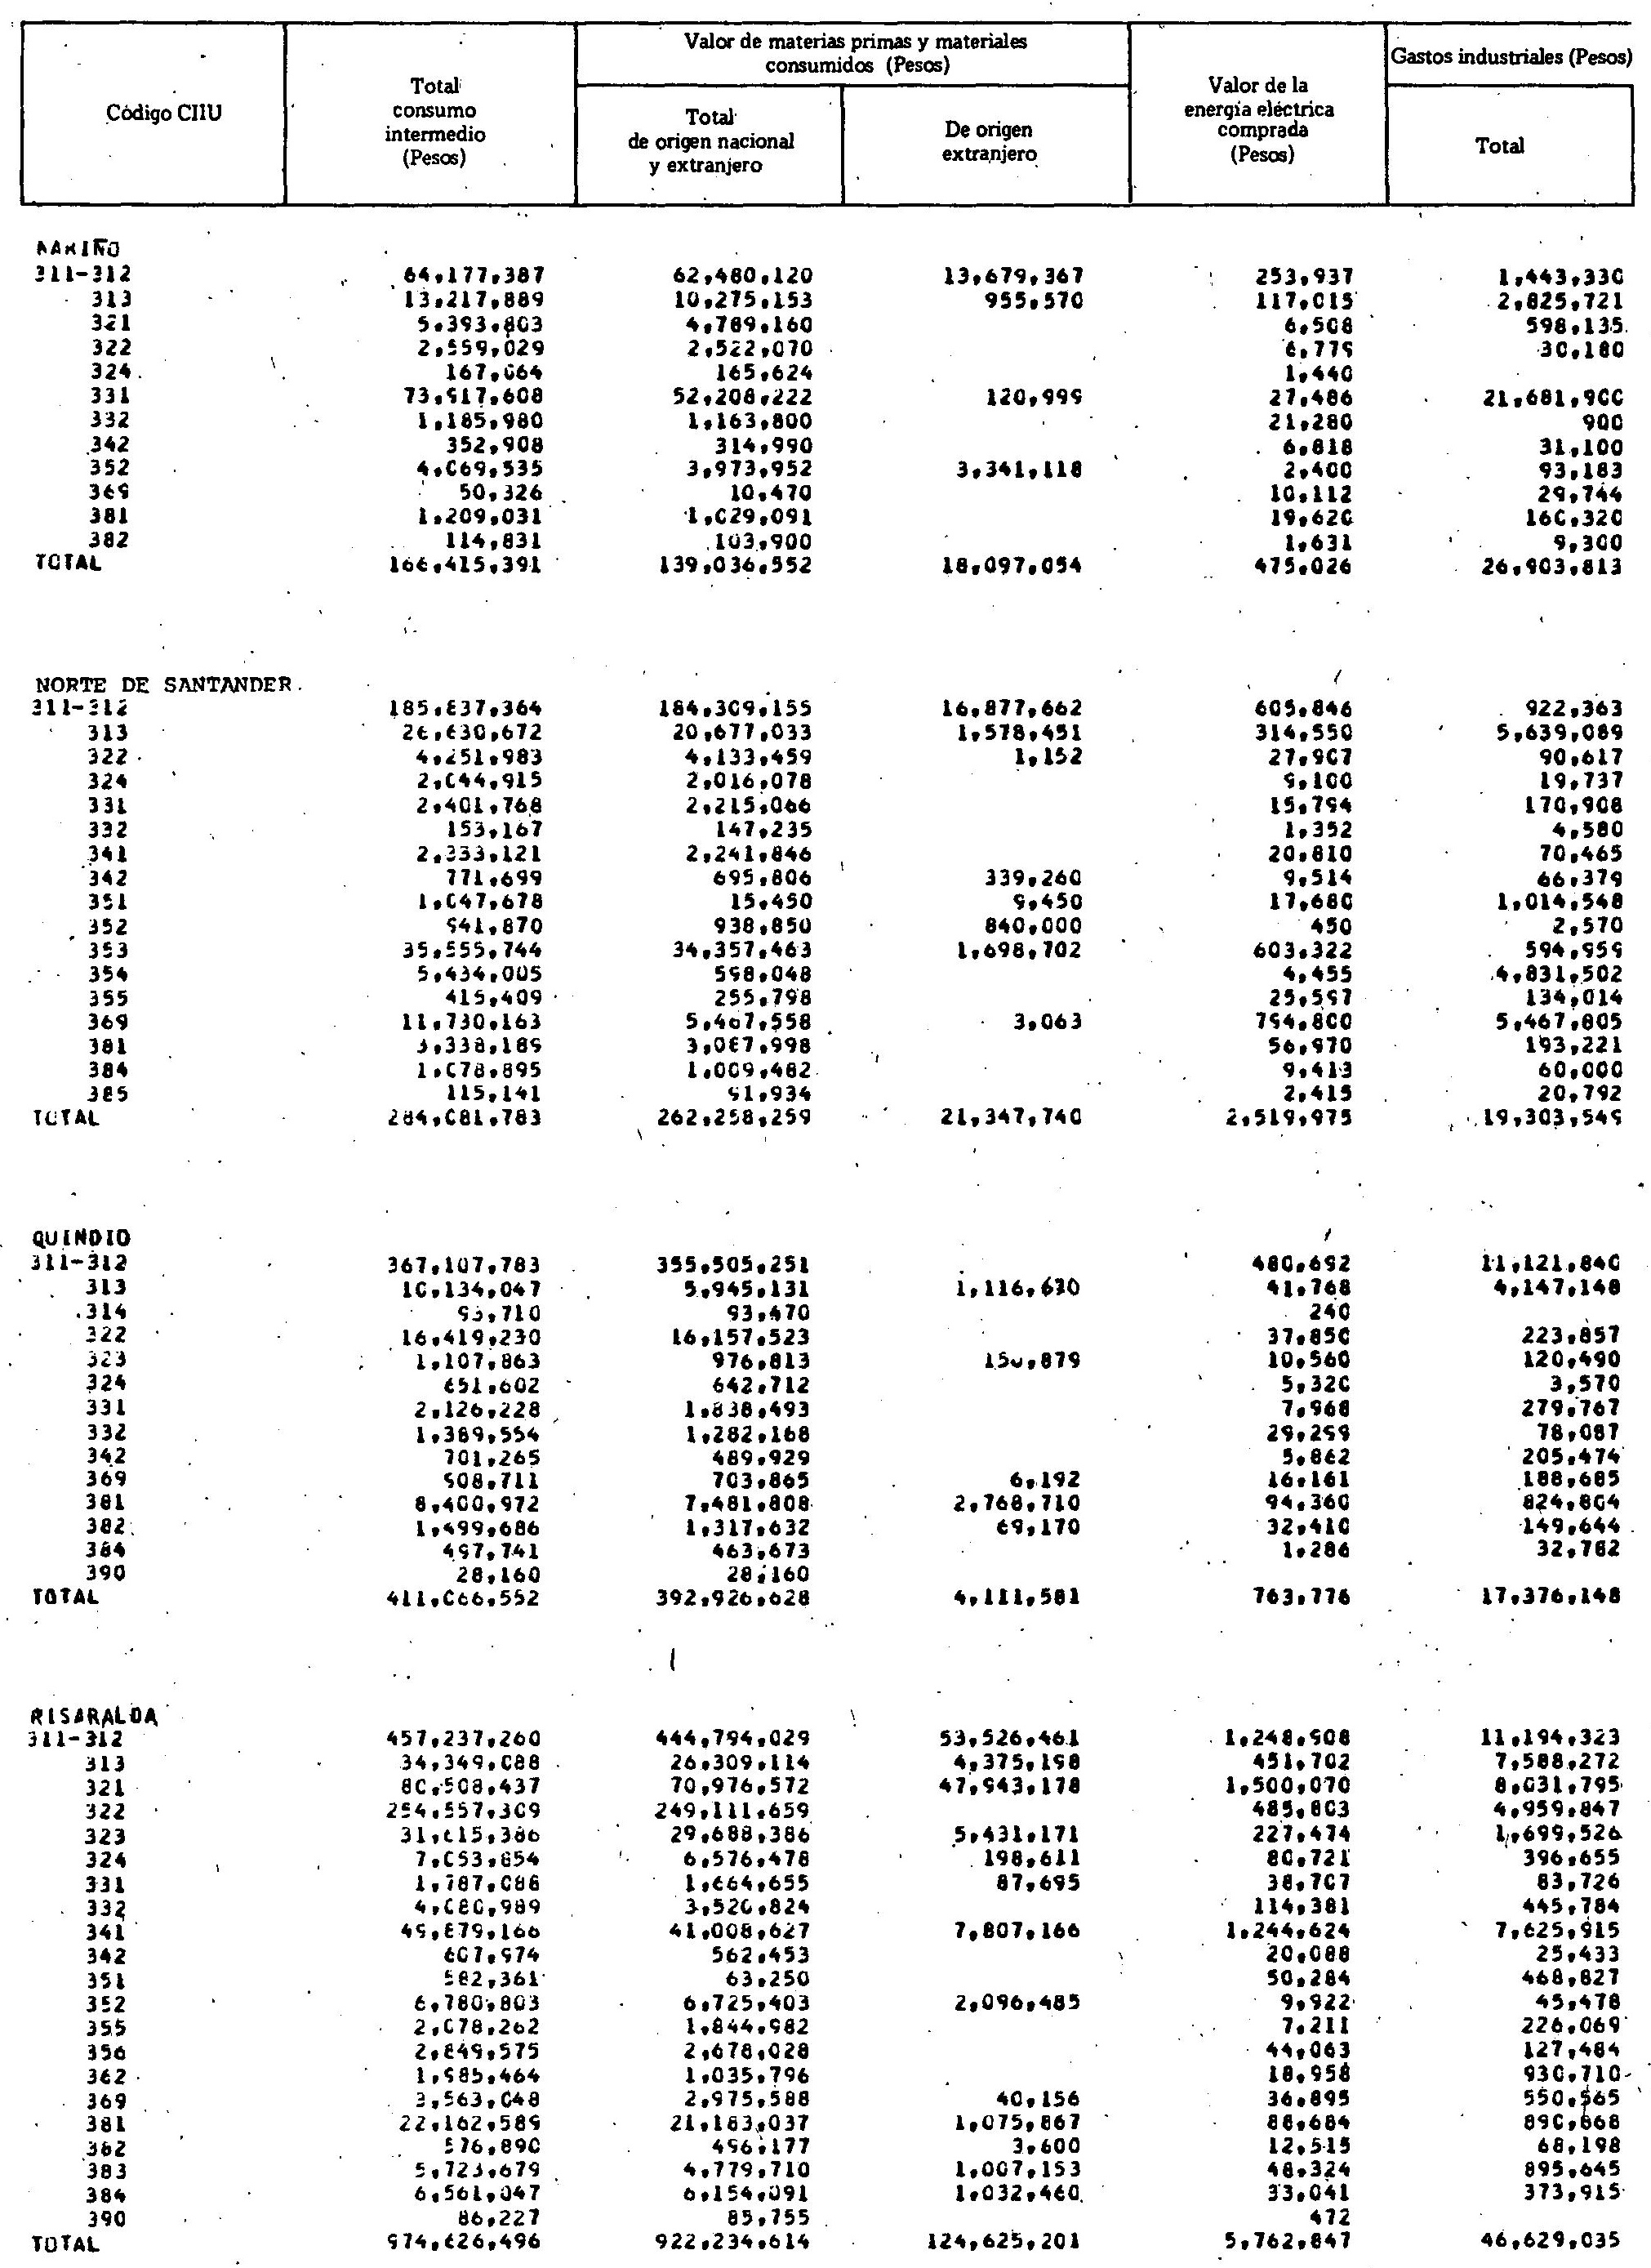 Código CIIU | Total consumo intermedio (Pesos) | Valor de materias primas y materiales consumidos (Pesos) | Valor de la energía eléctrica comprada (Pesos) | Gastos industriales (Pesos)
Total de origen nacional y extranjero | De origen extranjero | Total
NARIÑO
311-312 64,177,387 62,480,120 13,679,367 253,937 1,443,330
313 13,217,889 10,275,153 955,570 117,015 2,825,721
321 5,393,803 4,789,160 6,508 598,135
322 2,559,029 2,522,070 6,779 30,180
324 167,064 165,624 1,440
331 73,917,608 52,208,222 120,999 27,486 21,681,900
332 1,185,980 1,163,800 21,280 900
342 352,908 314,990 6,818 31,100
352 4,069,535 3,973,952 3,341,118 2,400 93,183
369 50,326 10,470 10,112 29,744
381 1,209,031 1,029,091 19,620 160,320
382 114,831 103,900 1,631 9,300
TOTAL 166,415,391 139,036,552 18,097,054 475,026 26,903,813
NORTE DE SANTANDER
311-312 185,837,364 184,309,155 16,877,662 605,846 922,363
313 26,630,672 20,677,033 1,578,451 314,550 5,639,089
322 4,251,983 4,133,459 1,152 27,907 90,617
324 2,044,915 2,016,078 9,100 19,737
331 2,401,768 2,215,066 15,794 170,908
332 153,167 147,235 1,352 4,580
341 2,333,121 2,241,846 20,810 70,465
342 771,699 695,806 339,260 9,514 66,379
351 1,047,678 15,450 9,450 17,680 1,014,548
352 941,870 938,850 840,000 450 2,570
353 35,555,744 34,357,463 1,698,702 603,322 594,959
354 5,434,005 598,048 4,455 4,831,502
355 415,409 255,798 25,597 134,014
369 11,730,163 5,467,558 3,063 794,800 5,467,805
381 3,338,189 3,087,998 56,970 193,221
384 1,078,895 1,009,482 9,413 60,000
385 115,141 91,934 2,415 20,792
TOTAL 284,081,783 262,258,259 21,347,740 2,519,975 19,303,549
QUINDIO
311-312 367,107,783 355,505,251 480,692 11,121,840
313 10,134,047 5,945,131 1,116,630 41,768 4,147,148
314 93,710 93,470 240
322 16,419,230 16,157,523 37,850 223,857
323 1,107,863 976,813 150,879 10,560 120,490
324 651,602 642,712 5,320 3,570
331 2,126,228 1,838,493 7,968 279,767
332 1,389,554 1,282,168 29,299 78,087
342 701,265 489,929 5,862 205,474
369 908,711 703,865 6,192 16,161 188,685
381 8,400,972 7,481,808 2,768,710 94,360 824,804
382 1,499,686 1,317,632 69,170 32,410 149,644
384 497,741 463,673 1,286 32,782
390 28,160 28,160
TOTAL 411,066,552 392,926,628 4,111,581 763,776 17,376,148
RISARALDA
311-312 457,237,260 444,794,029 53,526,461 1,248,908 11,194,323
313 34,349,088 26,309,114 4,375,198 451,702 7,588,272
321 80,508,437 70,976,572 47,943,178 1,500,070 8,031,795
322 254,557,309 249,111,659 485,803 4,959,847
323 31,615,386 29,688,386 5,431,171 227,474 1,699,526
324 7,053,854 6,576,478 198,611 80,721 396,655
331 1,787,088 1,664,655 87,695 38,707 83,726
332 4,080,989 3,520,824 114,381 445,784
341 49,879,166 41,008,627 7,807,166 1,244,624 7,625,915
342 607,974 562,453 20,088 25,433
351 582,361 63,250 50,284 468,827
352 6,780,803 6,725,403 2,096,485 9,922 45,478
355 2,078,262 1,844,982 7,211 226,069
356 2,849,575 2,678,028 44,063 127,484
362 1,985,464 1,035,796 18,958 930,710
369 3,563,048 2,975,588 40,156 36,895 550,565
381 22,162,589 21,183,037 1,075,867 88,684 890,868
382 576,890 496,177 3,600 12,515 68,198
383 5,723,679 4,779,710 1,007,153 48,324 895,645
384 6,561,047 6,154,091 1,032,460 33,041 373,915
390 86,227 85,755 472
TOTAL 974,626,496 922,234,614 124,625,201 5,762,847 46,629,035